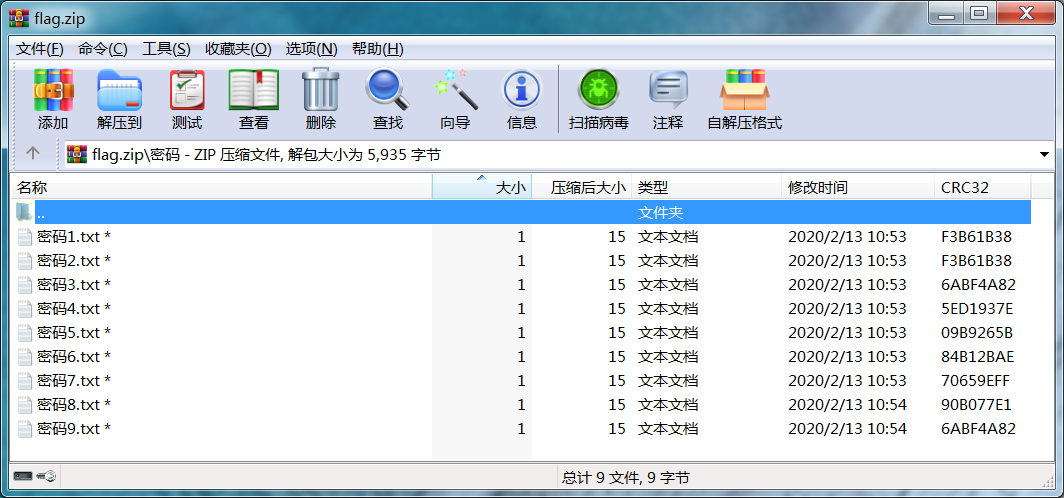 flag.zip
文件(F) 命令(C) 工具(S) 收藏夹(O) 选项(N) 帮助(H)
添加 解压到 测试 查看 删除 查找 向导 信息 扫描病毒 注释 自解压格式
flag.zip\密码 - ZIP 压缩文件, 解包大小为 5,935 字节
名称 大小 压缩后大小 类型 修改时间 CRC32
.. 文件夹
密码1.txt * 1 15 文本文档 2020/2/13 10:53 F3B61B38
密码2.txt * 1 15 文本文档 2020/2/13 10:53 F3B61B38
密码3.txt * 1 15 文本文档 2020/2/13 10:53 6ABF4A82
密码4.txt * 1 15 文本文档 2020/2/13 10:53 5ED1937E
密码5.txt * 1 15 文本文档 2020/2/13 10:53 09B9265B
密码6.txt * 1 15 文本文档 2020/2/13 10:53 84B12BAE
密码7.txt * 1 15 文本文档 2020/2/13 10:53 70659EFF
密码8.txt * 1 15 文本文档 2020/2/13 10:54 90B077E1
密码9.txt * 1 15 文本文档 2020/2/13 10:54 6ABF4A82
总计 9 文件, 9 字节